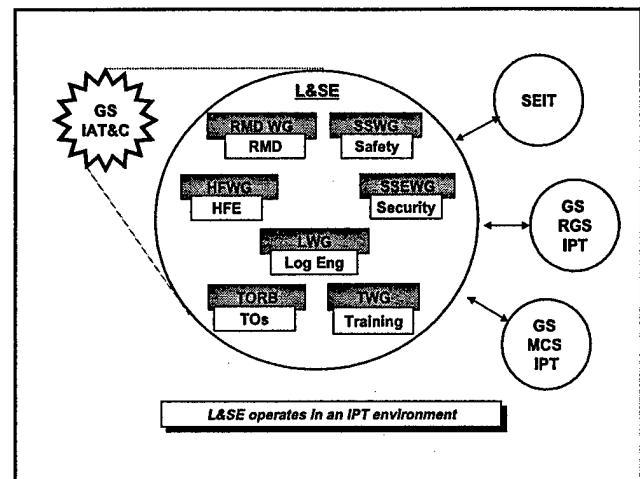 GS
IAT&C
L&SE
RMD WG
RMD
SSWG
Safety
HFWG
HFE
SSEWG
Security
LWG
Log Eng
TORB
TOs
TWG
Training
SEIT
GS
RGS
IPT
GS
MCS
IPT
L&SE operates in an IPT environment